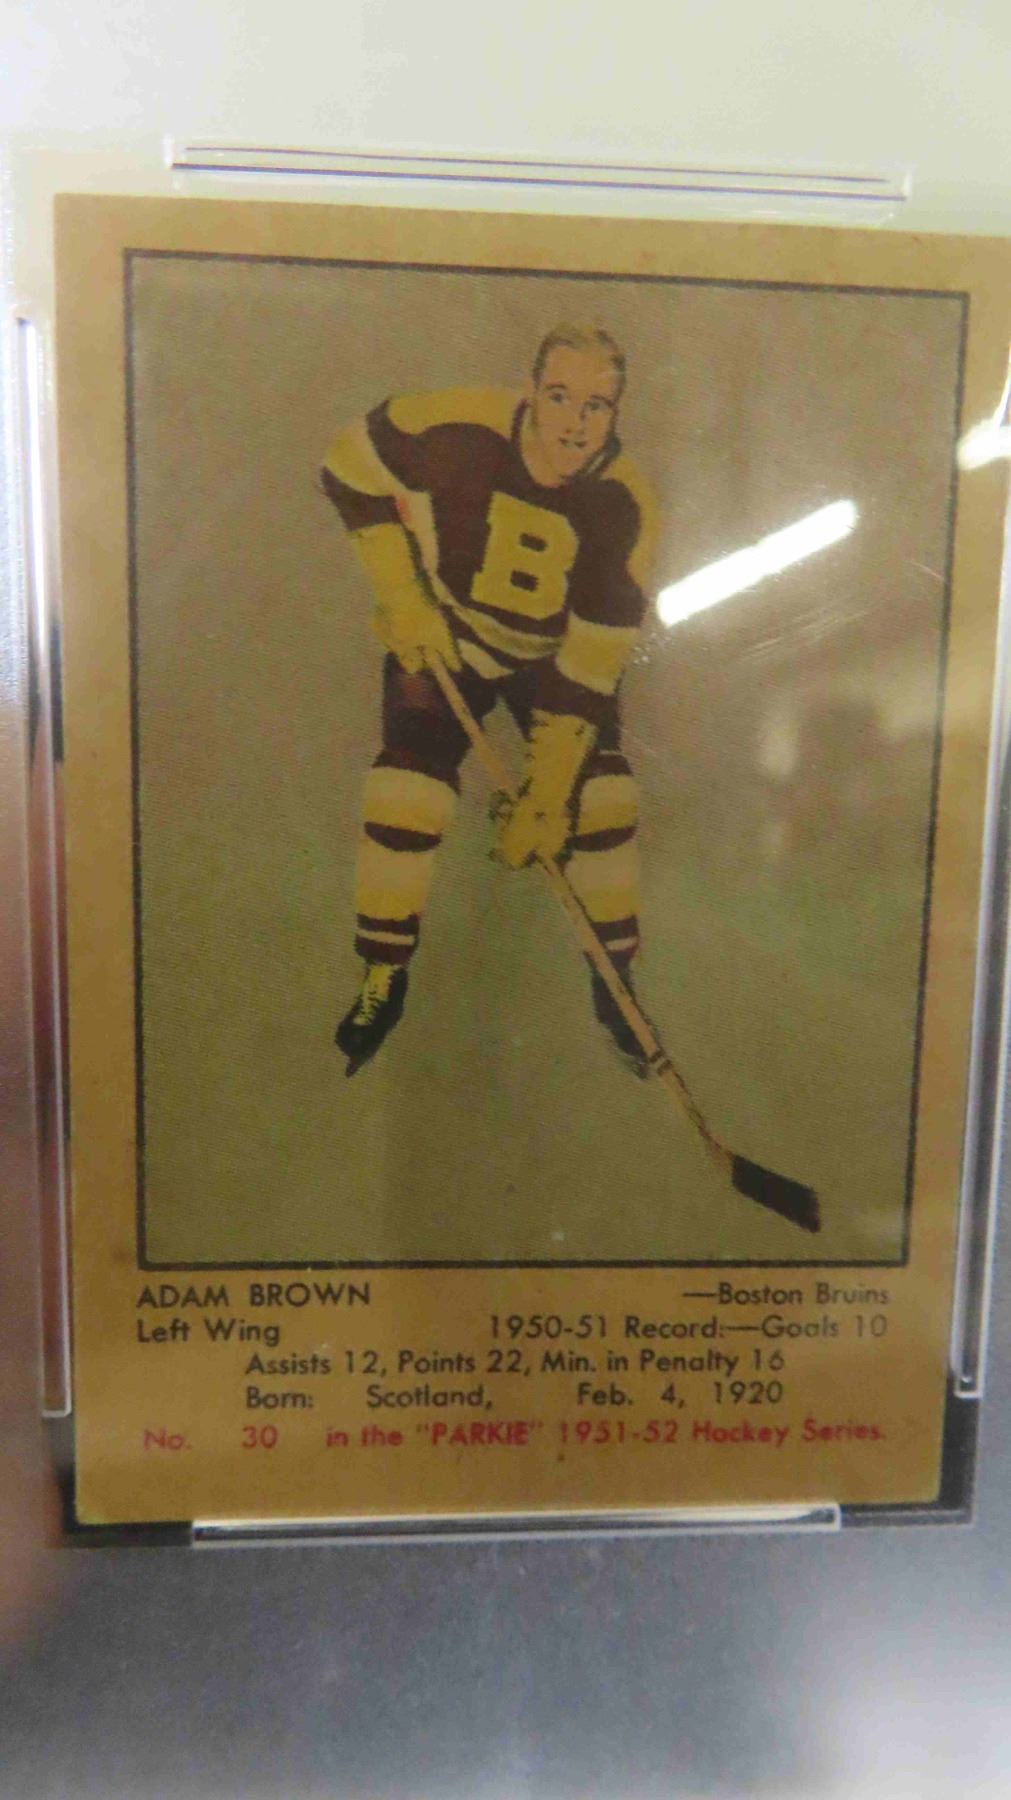 B
ADAM BROWN —Boston Bruins
Left Wing 1950-51 Record:—Goals 10
Assists 12, Points 22, Min. in Penalty 16
Born: Scotland, Feb. 4, 1920
No. 30 in the "PARKIE" 1951-52 Hockey Series.